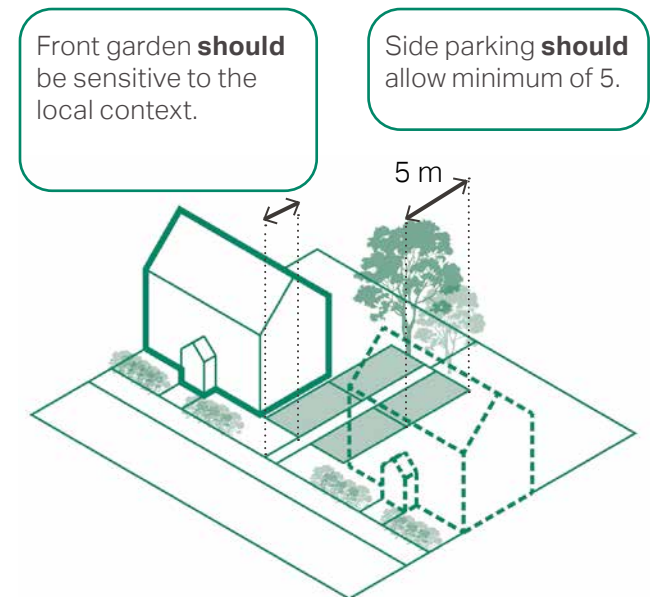 Front garden should
be sensitive to the
local context.
Side parking should
allow minimum of 5.
5 m